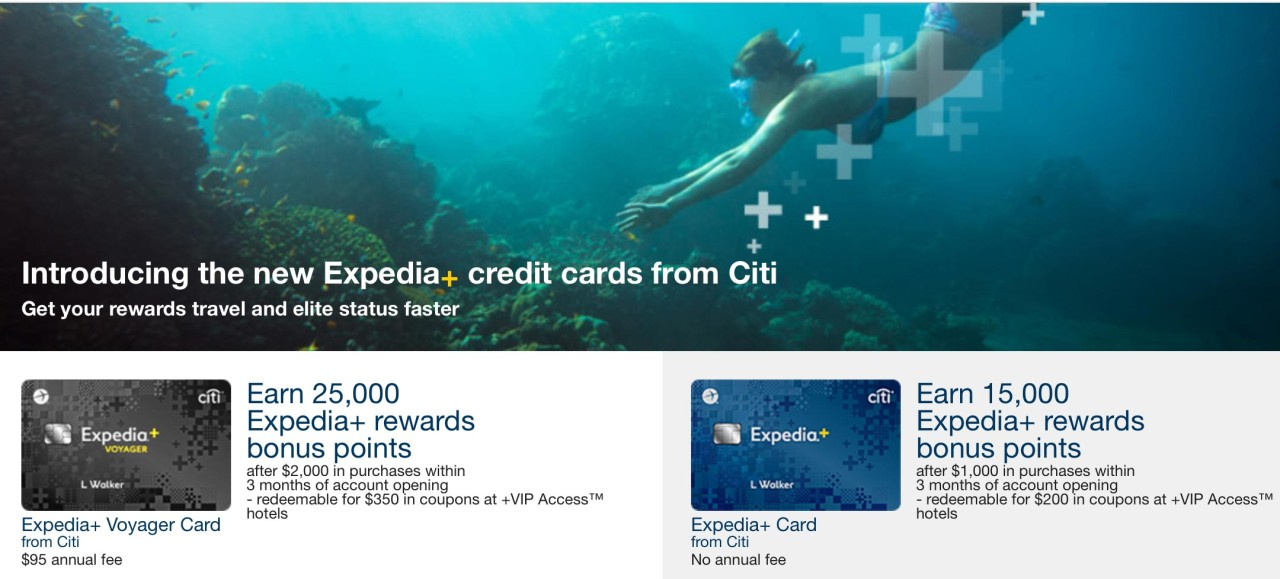 Introducing the new Expedia+ credit cards from Citi
Get your rewards travel and elite status faster
citi
Expedia+
VOYAGER
L Walker
Earn 25,000
Expedia+ rewards
bonus points
after $2,000 in purchases within
3 months of account opening
- redeemable for $350 in coupons at +VIP Access™
hotels
Expedia+ Voyager Card
from Citi
$95 annual fee
citi
Expedia+
L Walker
Earn 15,000
Expedia+ rewards
bonus points
after $1,000 in purchases within
3 months of account opening
- redeemable for $200 in coupons at +VIP Access™
hotels
Expedia+ Card
from Citi
No annual fee